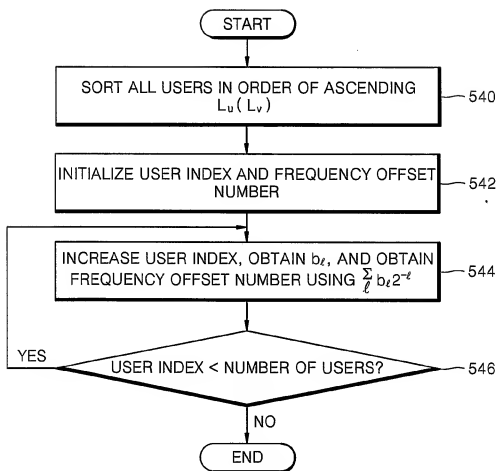 START
SORT ALL USERS IN ORDER OF ASCENDING
Lu(Lv)
540
INITIALIZE USER INDEX AND FREQUENCY OFFSET
NUMBER
542
INCREASE USER INDEX, OBTAIN bℓ, AND OBTAIN
FREQUENCY OFFSET NUMBER USING Σℓ bℓ2^-ℓ
544
YES
USER INDEX < NUMBER OF USERS?
546
NO
END